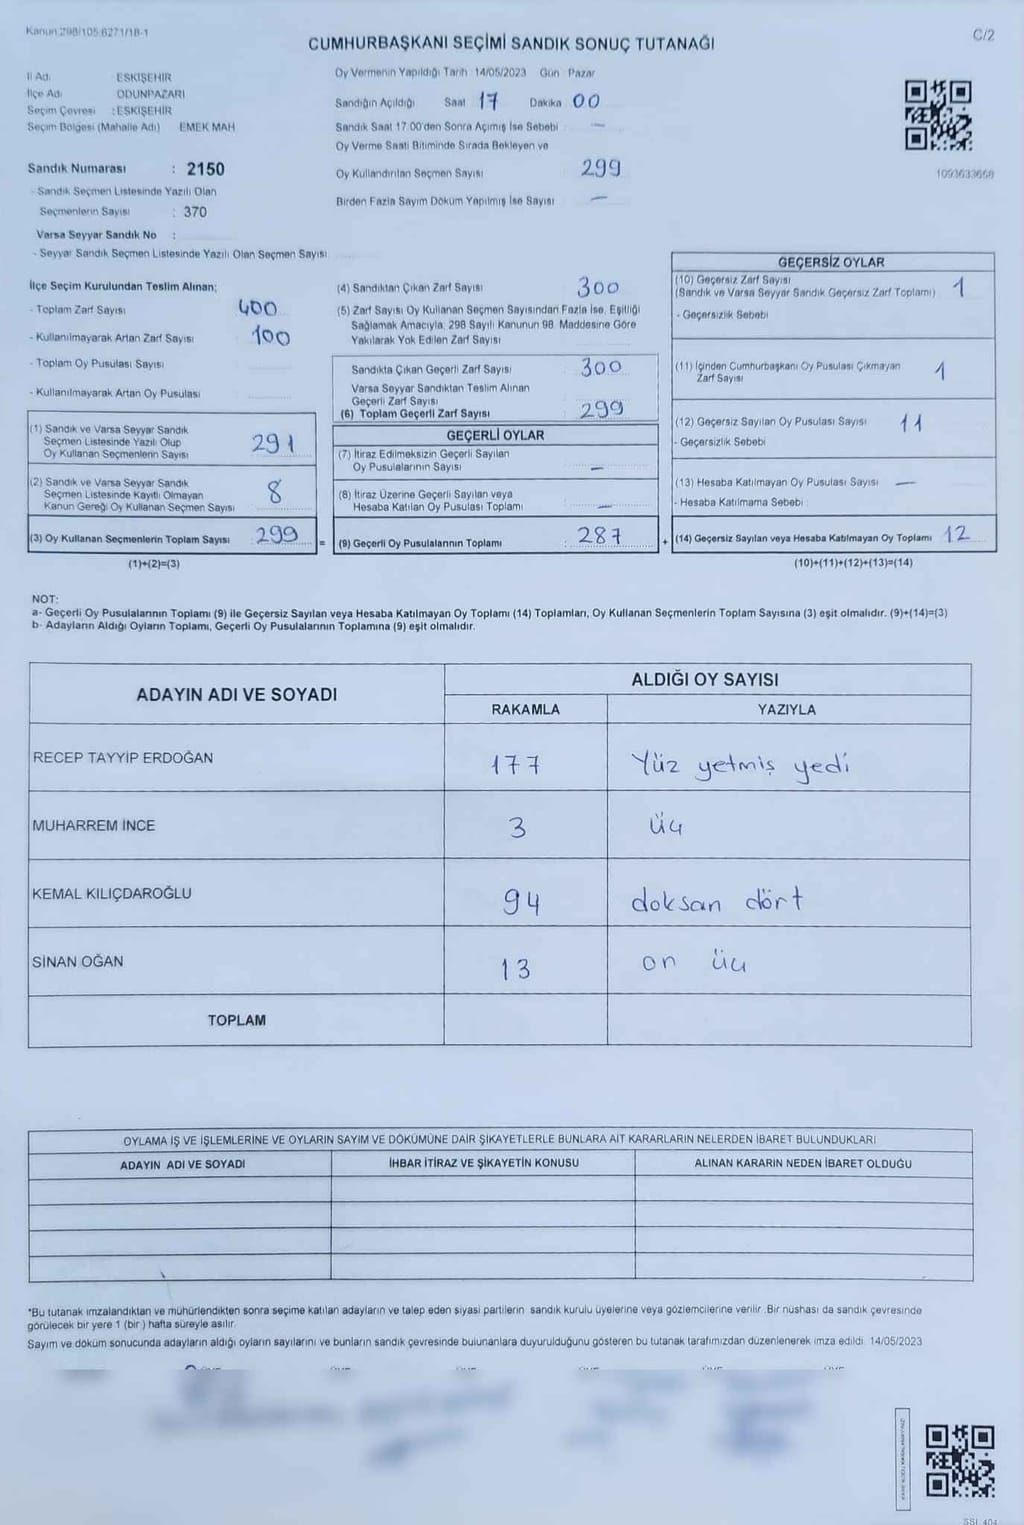 Kanun:298/105.6271/18-1
C/2
CUMHURBAŞKANI SEÇİMİ SANDIK SONUÇ TUTANAĞI
İl Adı ESKİŞEHİR
İlçe Adı ODUNPAZARI
Seçim Çevresi :ESKİŞEHİR
Seçim Bölgesi (Mahalle Adı) EMEK MAH
Sandık Numarası : 2150
- Sandık Seçmen Listesinde Yazılı Olan
Seçmenlerin Sayısı : 370
Varsa Seyyar Sandık No :
- Seyyar Sandık Seçmen Listesinde Yazılı Olan Seçmen Sayısı
Oy Vermenin Yapıldığı Tarih 14/05/2023 Gün Pazar
Sandığın Açıldığı Saat 17 Dakika 00
Sandık Saat 17.00'den Sonra Açımış İse Sebebi —
Oy Verme Saati Bitiminde Sırada Bekleyen ve
Oy Kullandırılan Seçmen Sayısı 299
Birden Fazla Sayım Döküm Yapılmış İse Sayısı —
1093633668
İlçe Seçim Kurulundan Teslim Alınan;
- Toplam Zarf Sayısı 400
- Kullanılmayarak Artan Zarf Sayısı 100
- Toplam Oy Pusulası Sayısı
- Kullanılmayarak Artan Oy Pusulası
(1) Sandık ve Varsa Seyyar Sandık
Seçmen Listesinde Yazılı Olup
Oy Kullanan Seçmenlerin Sayısı 291
(2) Sandık ve Varsa Seyyar Sandık
Seçmen Listesinde Kayıtlı Olmayan
Kanun Gereği Oy Kullanan Seçmen Sayısı 8
(3) Oy Kullanan Seçmenlerin Toplam Sayısı 299 =
(1)+(2)=(3)
(4) Sandıktan Çıkan Zarf Sayısı 300
(5) Zarf Sayısı Oy Kullanan Seçmen Sayısından Fazla İse, Eşitliği
Sağlamak Amacıyla, 298 Sayılı Kanunun 98. Maddesine Göre
Yakılarak Yok Edilen Zarf Sayısı
Sandıkta Çıkan Geçerli Zarf Sayısı 300
Varsa Seyyar Sandıktan Teslim Alınan
Geçerli Zarf Sayısı
(6) Toplam Geçerli Zarf Sayısı : 299
GEÇERLİ OYLAR
(7) İtiraz Edilmeksizin Geçerli Sayılan
Oy Pusulalarının Sayısı —
(8) İtiraz Üzerine Geçerli Sayılan veya
Hesaba Katılan Oy Pusulası Toplamı —
(9) Geçerli Oy Pusulalarının Toplamı : 287 +
GEÇERSİZ OYLAR
(10) Geçersiz Zarf Sayısı
(Sandık ve Varsa Seyyar Sandık Geçersiz Zarf Toplamı) 1
- Geçersizlik Sebebi
(11) İçinden Cumhurbaşkanı Oy Pusulası Çıkmayan
Zarf Sayısı 1
(12) Geçersiz Sayılan Oy Pusulası Sayısı 11
- Geçersizlik Sebebi
(13) Hesaba Katılmayan Oy Pusulası Sayısı —
- Hesaba Katılmama Sebebi
(14) Geçersiz Sayılan veya Hesaba Katılmayan Oy Toplamı 12
(10)+(11)+(12)+(13)=(14)
NOT:
a- Geçerli Oy Pusulalarının Toplamı (9) ile Geçersiz Sayılan veya Hesaba Katılmayan Oy Toplamı (14) Toplamları, Oy Kullanan Seçmenlerin Toplam Sayısına (3) eşit olmalıdır. (9)+(14)=(3)
b- Adayların Aldığı Oyların Toplamı, Geçerli Oy Pusulalarının Toplamına (9) eşit olmalıdır.
ADAYIN ADI VE SOYADI
ALDIĞI OY SAYISI
RAKAMLA YAZIYLA
RECEP TAYYİP ERDOĞAN 177 Yüz yetmiş yedi
MUHARREM İNCE 3 üç
KEMAL KILIÇDAROĞLU 94 doksan dört
SİNAN OĞAN 13 on üç
TOPLAM
OYLAMA İŞ VE İŞLEMLERİNE VE OYLARIN SAYIM VE DÖKÜMÜNE DAİR ŞİKAYETLERLE BUNLARA AİT KARARLARIN NELERDEN İBARET BULUNDUKLARI
ADAYIN ADI VE SOYADI İHBAR İTİRAZ VE ŞİKAYETİN KONUSU ALINAN KARARIN NEDEN İBARET OLDUĞU
*Bu tutanak imzalandıktan ve mühürlendikten sonra seçime katılan adayların ve talep eden siyasi partilerin sandık kurulu üyelerine veya gözlemcilerine verilir .Bir nüshası da sandık çevresinde
görülecek bir yere 1 (bir ) hafta süreyle asılır.
Sayım ve döküm sonucunda adayların aldığı oyların sayılarını ve bunların sandık çevresinde bulunanlara duyurulduğunu gösteren bu tutanak tarafımızdan düzenlenerek imza edildi. 14/05/2023
SSI_404